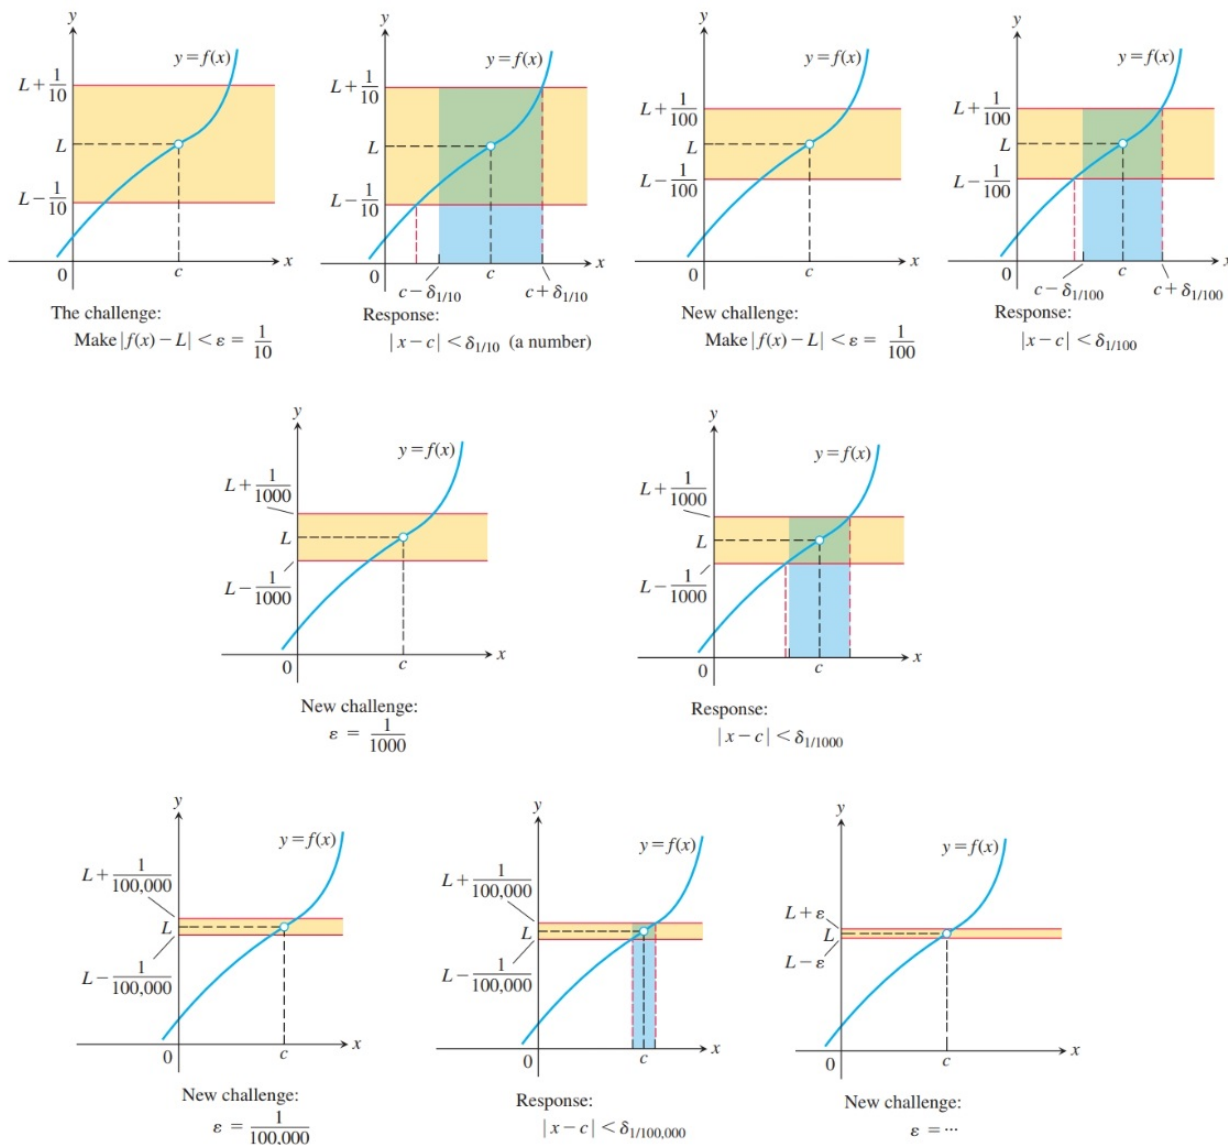 y
y = f(x)
L + 1/10
L
L − 1/10
0
c
x
The challenge:
Make |f(x) − L| < ε = 1/10
y
y = f(x)
L + 1/10
L
L − 1/10
0
c
x
c − δ1/10
c + δ1/10
Response:
|x − c| < δ1/10 (a number)
y
y = f(x)
L + 1/100
L
L − 1/100
0
c
x
New challenge:
Make |f(x) − L| < ε = 1/100
y
y = f(x)
L + 1/100
L
L − 1/100
0
c
x
c − δ1/100
c + δ1/100
Response:
|x − c| < δ1/100
y
y = f(x)
L + 1/1000
L
L − 1/1000
0
c
x
New challenge:
ε = 1/1000
y
y = f(x)
L + 1/1000
L
L − 1/1000
0
c
x
Response:
|x − c| < δ1/1000
y
y = f(x)
L + 1/100,000
L
L − 1/100,000
0
c
x
New challenge:
ε = 1/100,000
y
y = f(x)
L + 1/100,000
L
L − 1/100,000
0
c
x
Response:
|x − c| < δ1/100,000
y
y = f(x)
L + ε
L
L − ε
0
c
x
New challenge:
ε = ···